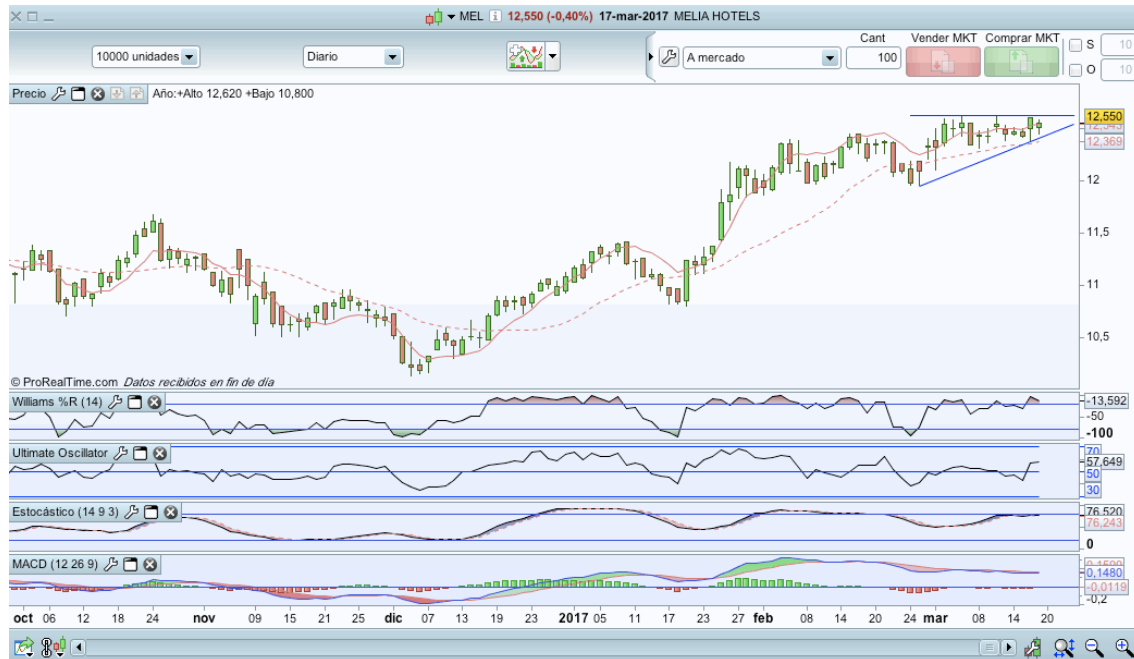 MEL 12,550 (-0,40%) 17-mar-2017 MELIA HOTELS
10000 unidades
Diario
A mercado
Cant
100
Vender MKT
Comprar MKT
S
10
O
10
Precio
Año:+Alto 12,620 +Bajo 10,800
12,550
12,369
12
11,5
11
10,5
© ProRealTime.com Datos recibidos en fin de día
Williams %R (14)
-13,592
-50
-100
Ultimate Oscillator
70
57,649
50
30
Estocástico (14 9 3)
76,520
76,243
0
MACD (12 26 9)
0,1480
-0,0119
-0,2
oct 06 12 18 24 nov 09 15 21 25 dic 07 13 19 23 2017 05 11 17 23 feb 08 14 20 24 mar 08 14 20